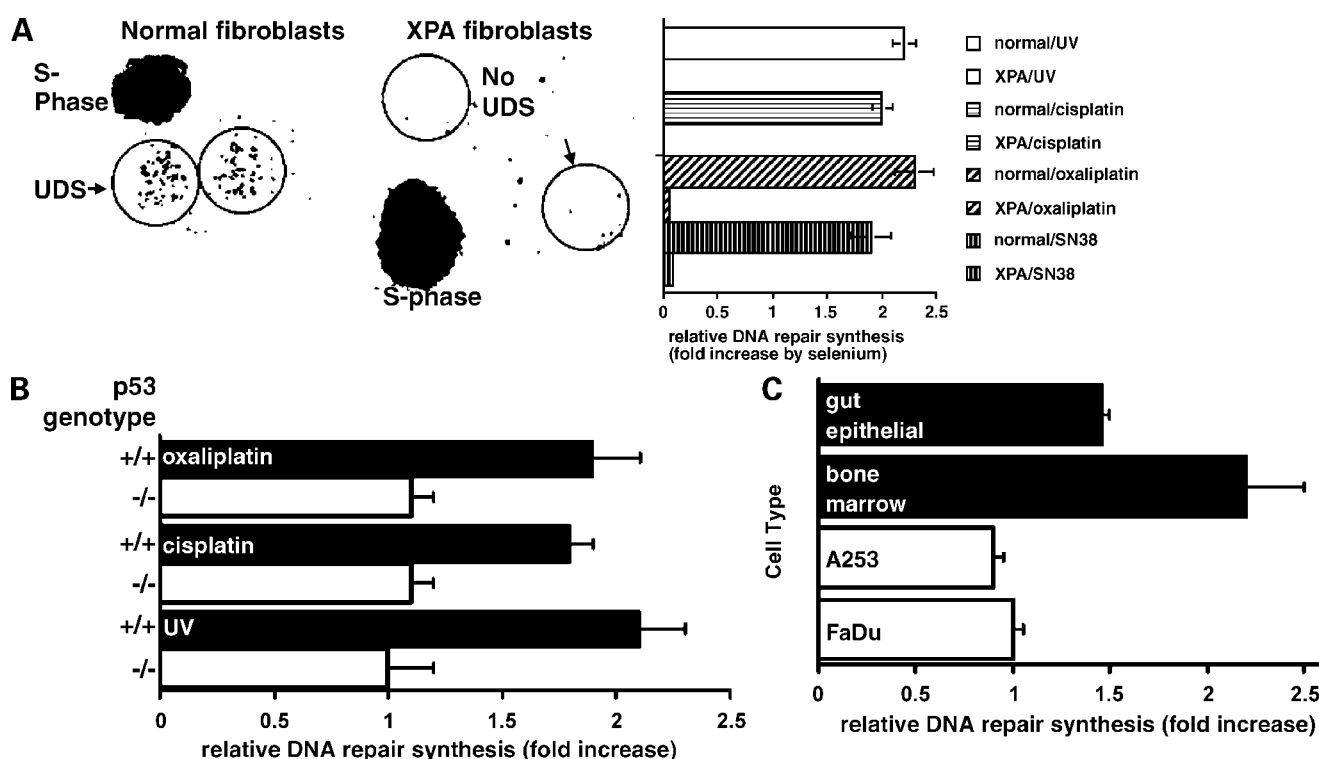 A
Normal fibroblasts
XPA fibroblasts
S-
Phase
UDS
No
UDS
S-phase
normal/UV
XPA/UV
normal/cisplatin
XPA/cisplatin
normal/oxaliplatin
XPA/oxaliplatin
normal/SN38
XPA/SN38
0 0.5 1 1.5 2 2.5
relative DNA repair synthesis
(fold increase by selenium)
B
p53
genotype
+/+ oxaliplatin
-/-
+/+ cisplatin
-/-
+/+ UV
-/-
0 0.5 1 1.5 2 2.5
relative DNA repair synthesis (fold increase)
C
Cell Type
gut
epithelial
bone
marrow
A253
FaDu
0 0.5 1 1.5 2 2.5
relative DNA repair synthesis (fold increase)